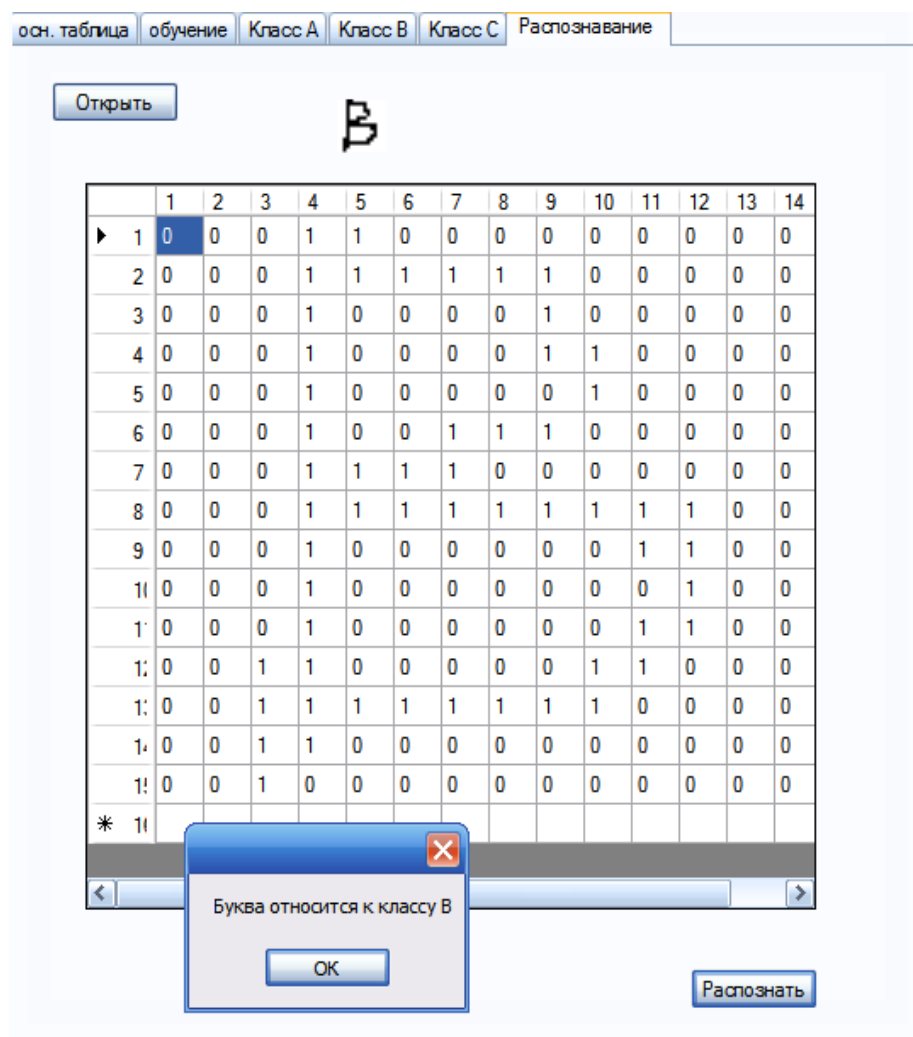 осн. таблица обучение Класс А Класс В Класс С Распознавание
Открыть
В
1 2 3 4 5 6 7 8 9 10 11 12 13 14
1 0 0 0 1 1 0 0 0 0 0 0 0 0 0
2 0 0 0 1 1 1 1 1 1 0 0 0 0 0
3 0 0 0 1 0 0 0 0 1 0 0 0 0 0
4 0 0 0 1 0 0 0 0 1 1 0 0 0 0
5 0 0 0 1 0 0 0 0 0 1 0 0 0 0
6 0 0 0 1 0 0 1 1 1 0 0 0 0 0
7 0 0 0 1 1 1 1 0 0 0 0 0 0 0
8 0 0 0 1 1 1 1 1 1 1 1 1 0 0
9 0 0 0 1 0 0 0 0 0 0 1 1 0 0
10 0 0 0 1 0 0 0 0 0 0 0 1 0 0
11 0 0 0 1 0 0 0 0 0 0 1 1 0 0
12 0 0 1 1 0 0 0 0 0 1 1 0 0 0
13 0 0 1 1 1 1 1 1 1 1 0 0 0 0
14 0 0 1 1 0 0 0 0 0 0 0 0 0 0
15 0 0 1 0 0 0 0 0 0 0 0 0 0 0
16
Буква относится к классу В
ОК
Распознать